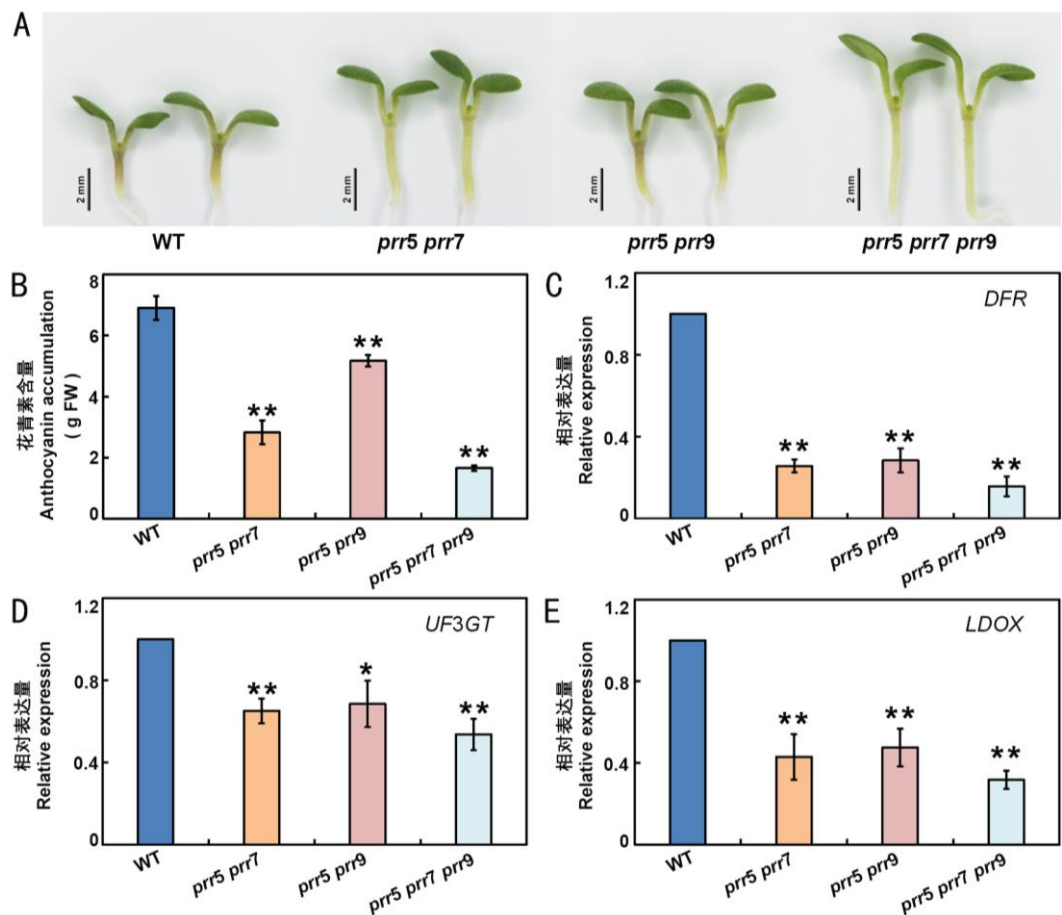 A
2 mm
2 mm
2 mm
2 mm
WT
prr5 prr7
prr5 prr9
prr5 prr7 prr9
B
花青素含量
Anthocyanin accumulation
( g FW)
8
6
4
2
0
**
**
**
WT
prr5 prr7
prr5 prr9
prr5 prr7 prr9
C
DFR
相对表达量
Relative expression
1.2
0.8
0.4
0
**
**
**
WT
prr5 prr7
prr5 prr9
prr5 prr7 prr9
D
UF3GT
相对表达量
Relative expression
1.2
0.8
0.4
0
**
*
**
WT
prr5 prr7
prr5 prr9
prr5 prr7 prr9
E
LDOX
相对表达量
Relative expression
1.2
0.8
0.4
0
**
**
**
WT
prr5 prr7
prr5 prr9
prr5 prr7 prr9